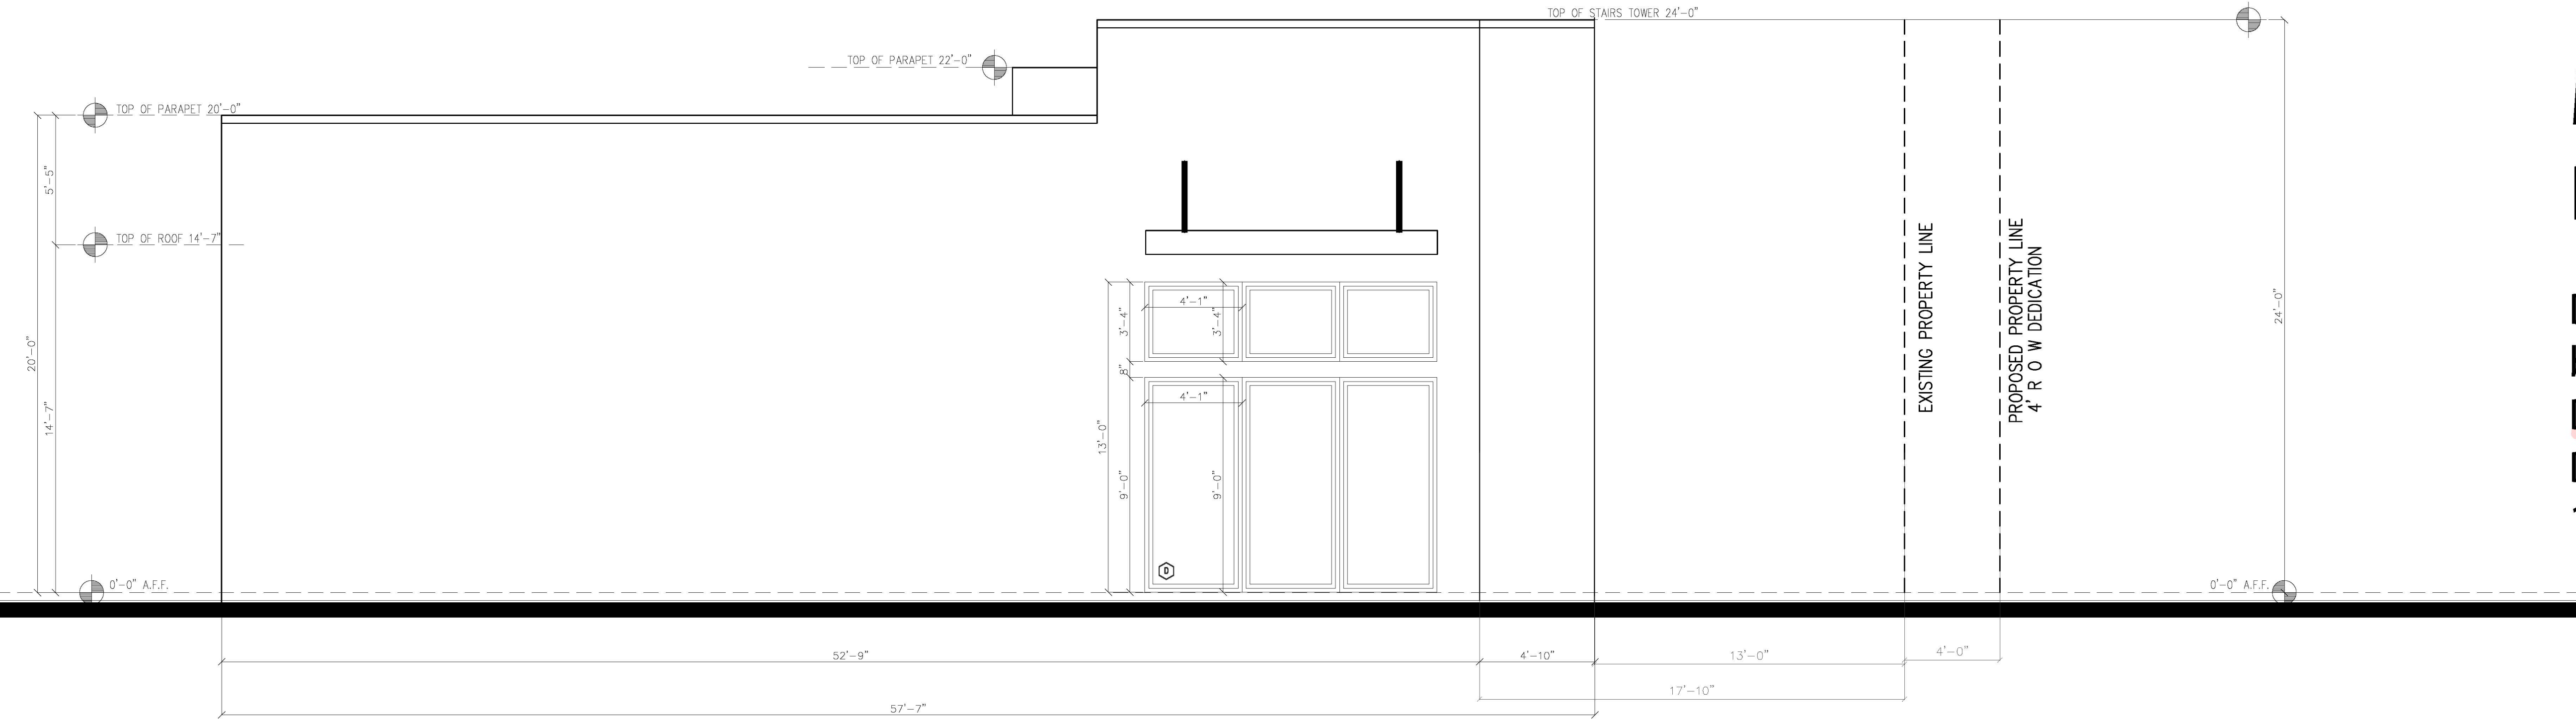 TOP OF STAIRS TOWER 24'-0"
TOP OF PARAPET 22'-0"
TOP OF PARAPET 20'-0"
5'-5"
TOP OF ROOF 14'-7"
20'-0"
14'-7"
4'-1"
3'-4"
3'-4"
8"
4'-1"
13'-0"
9'-0"
9'-0"
D
EXISTING PROPERTY LINE
PROPOSED PROPERTY LINE
4' R O W DEDICATION
24'-0"
0'-0" A.F.F.
0'-0" A.F.F.
52'-9"
4'-10"
13'-0"
4'-0"
17'-10"
57'-7"